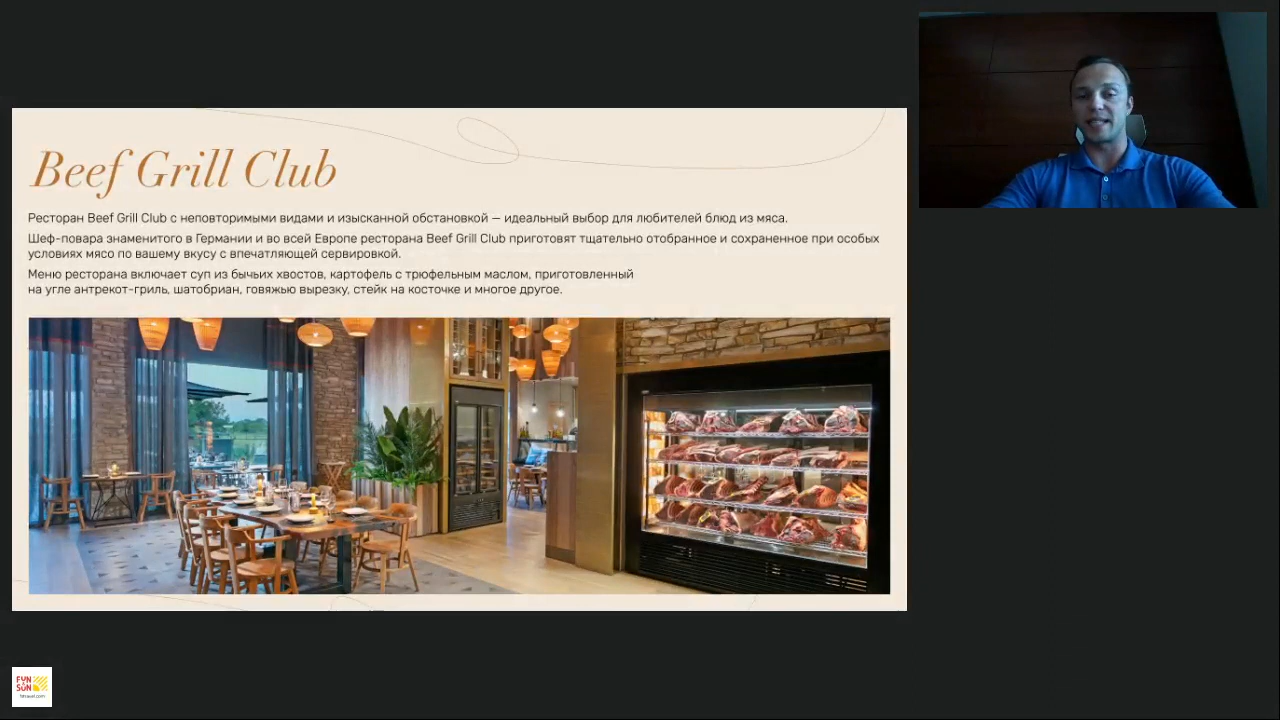 Beef Grill Club
Ресторан Beef Grill Club с неповторимыми видами и изысканной обстановкой — идеальный выбор для любителей блюд из мяса.
Шеф-повара знаменитого в Германии и во всей Европе ресторана Beef Grill Club приготовят тщательно отобранное и сохраненное при особых
условиях мясо по вашему вкусу с впечатляющей сервировкой.
Меню ресторана включает суп из бычьих хвостов, картофель с трюфельным маслом, приготовленный
на угле антрекот-гриль, шатобриан, говяжью вырезку, стейк на косточке и многое другое.
FUN
&SUN
fstravel.com